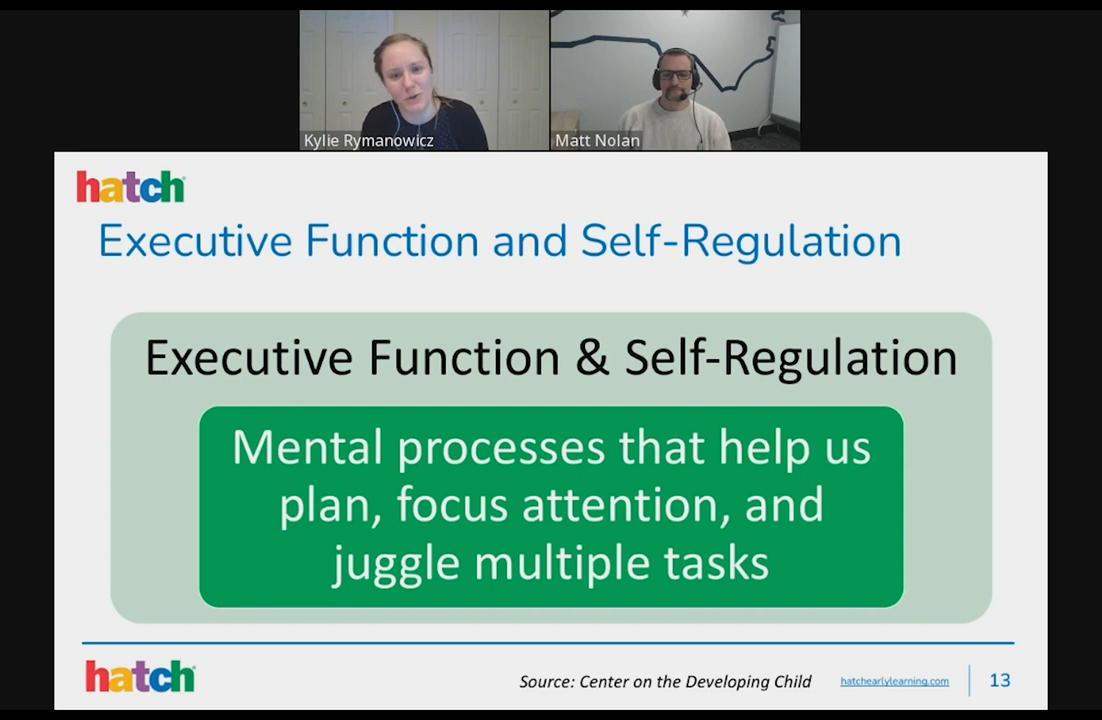 Kylie Rymanowicz
Matt Nolan
hatch
Executive Function and Self-Regulation
Executive Function & Self-Regulation
Mental processes that help us
plan, focus attention, and
juggle multiple tasks
hatch
Source: Center on the Developing Child
hatchearlylearning.com
13